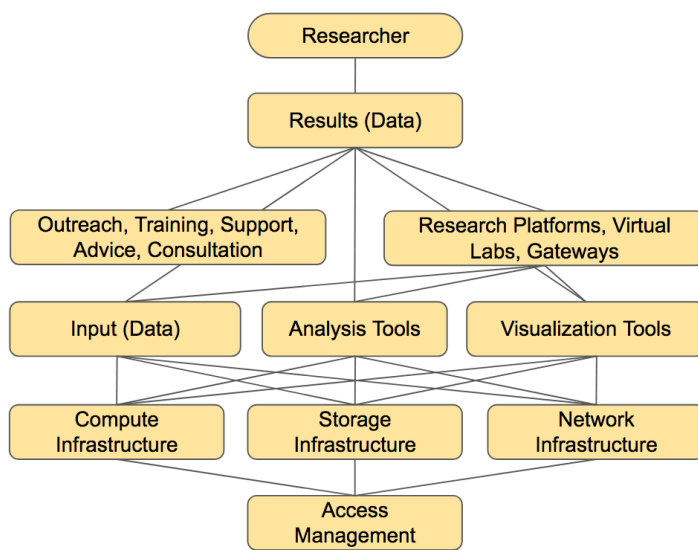 Researcher
Results (Data)
Outreach, Training, Support,
Advice, Consultation
Research Platforms, Virtual
Labs, Gateways
Input (Data)
Analysis Tools
Visualization Tools
Compute
Infrastructure
Storage
Infrastructure
Network
Infrastructure
Access
Management